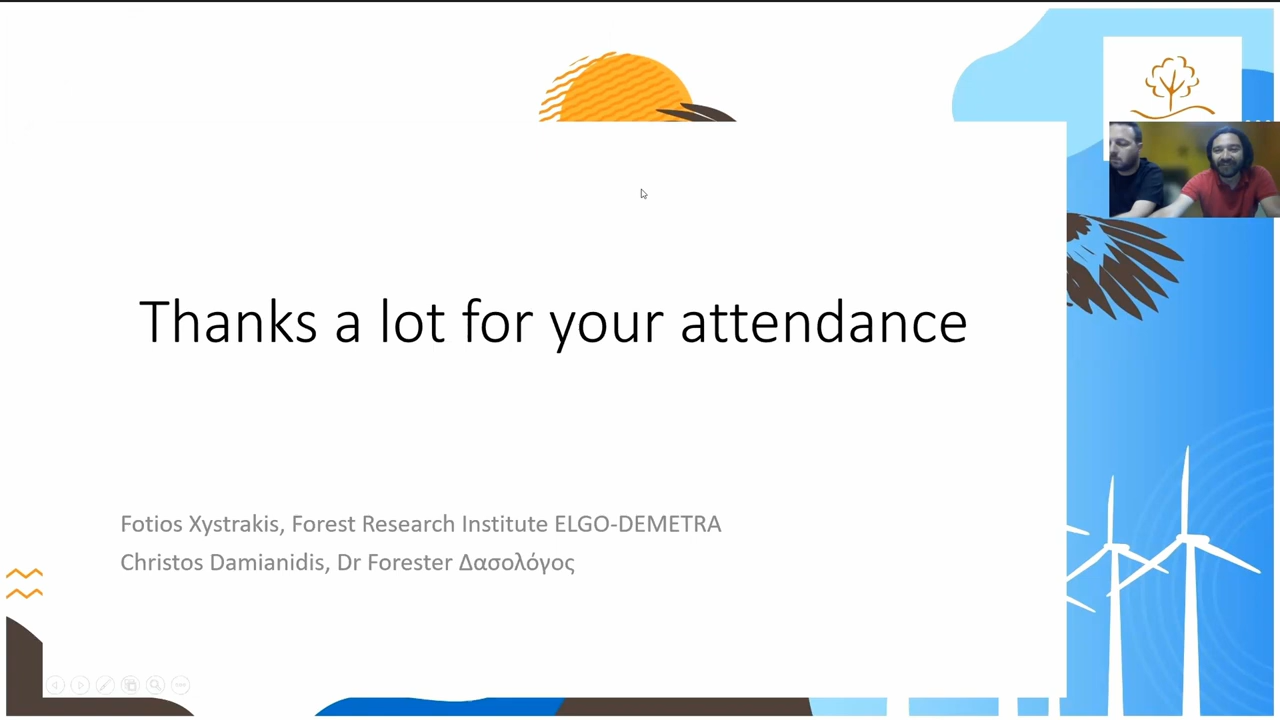 Thanks a lot for your attendance
Fotios Xystrakis, Forest Research Institute ELGO-DEMETRA
Christos Damianidis, Dr Forester Δασολόγος